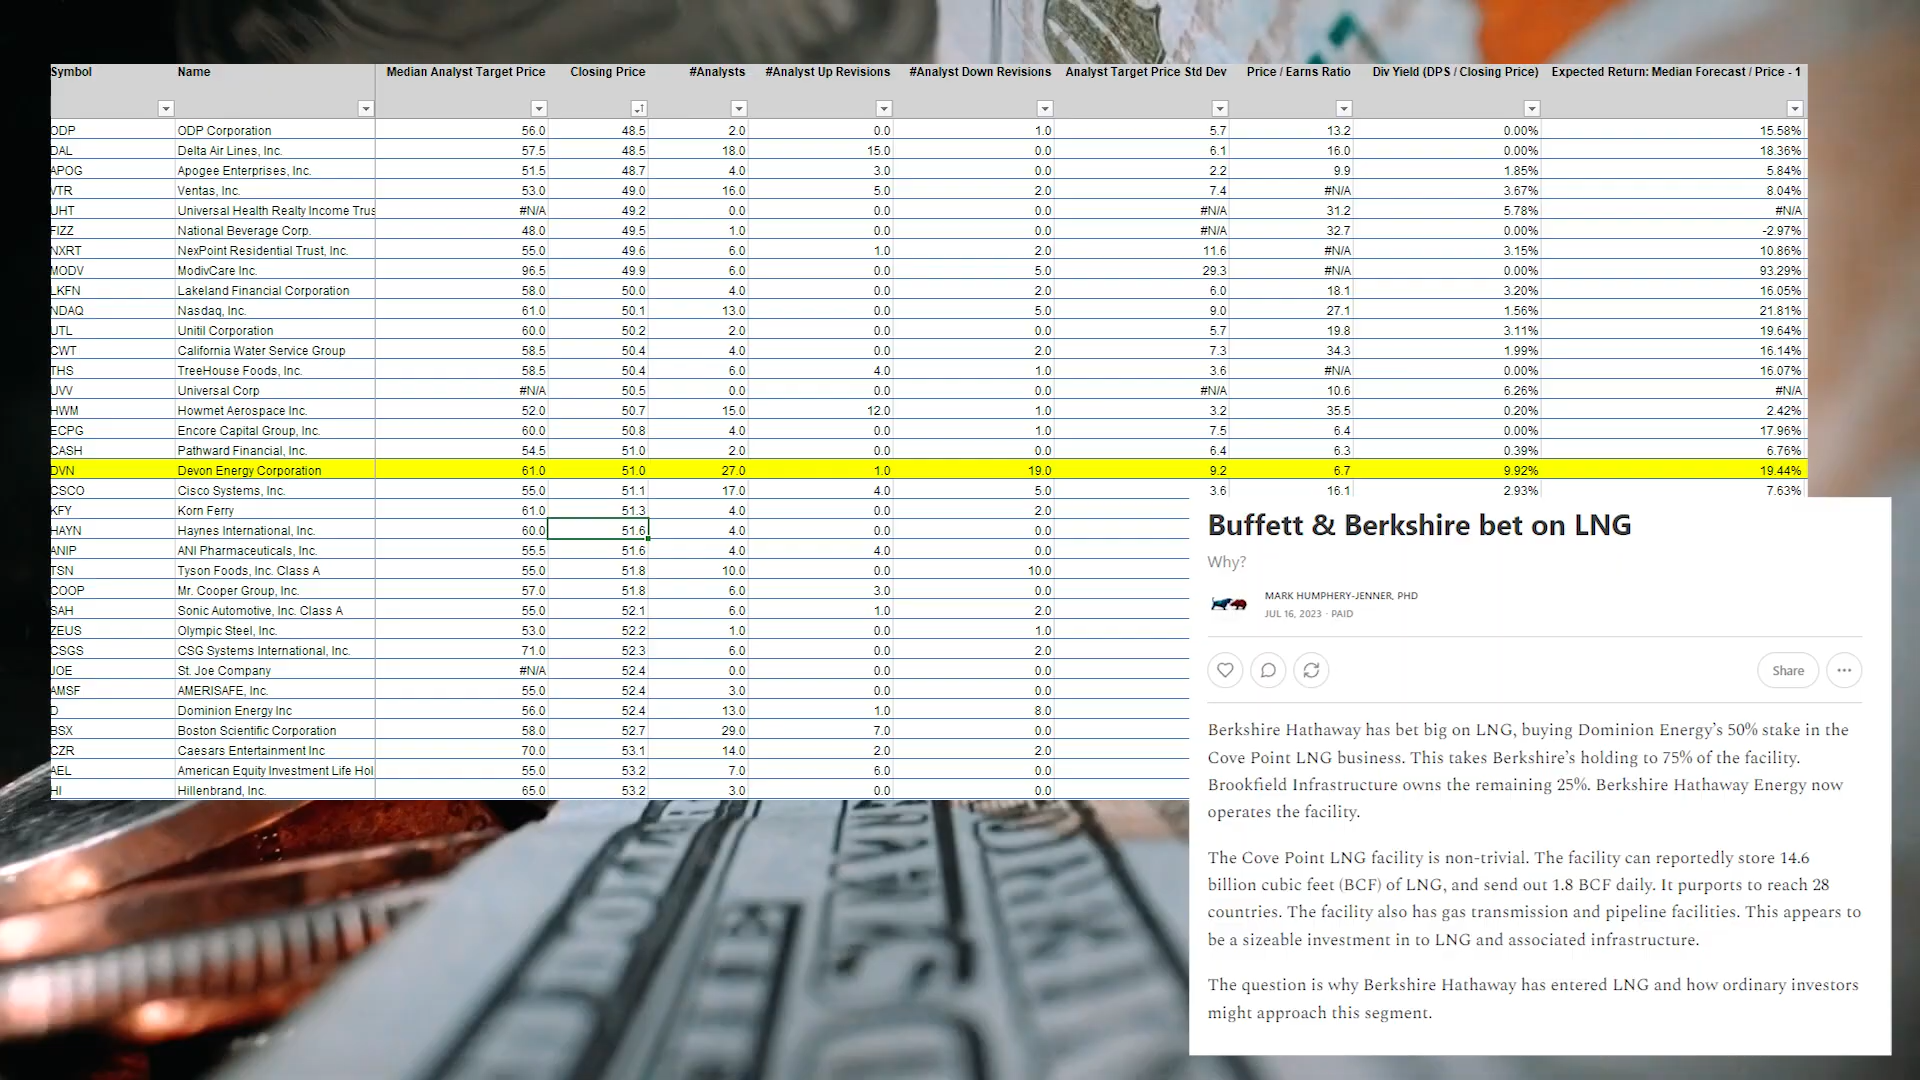 Symbol Name Median Analyst Target Price Closing Price #Analysts #Analyst Up Revisions #Analyst Down Revisions Analyst Target Price Std Dev Price / Earns Ratio Div Yield (DPS / Closing Price) Expected Return: Median Forecast / Price - 1
ODP ODP Corporation 56.0 48.5 2.0 0.0 1.0 5.7 13.2 0.00% 15.58%
DAL Delta Air Lines, Inc. 57.5 48.5 18.0 15.0 0.0 6.1 16.0 0.00% 18.36%
APOG Apogee Enterprises, Inc. 51.5 48.7 4.0 3.0 0.0 2.2 9.9 1.85% 5.84%
VTR Ventas, Inc. 53.0 49.0 16.0 5.0 2.0 7.4 #N/A 3.67% 8.04%
UHT Universal Health Realty Income Trus #N/A 49.2 0.0 0.0 0.0 #N/A 31.2 5.78% #N/A
FIZZ National Beverage Corp. 48.0 49.5 1.0 0.0 0.0 #N/A 32.7 0.00% -2.97%
NXRT NexPoint Residential Trust, Inc. 55.0 49.6 6.0 1.0 2.0 11.6 #N/A 3.15% 10.86%
MODV ModivCare Inc. 96.5 49.9 6.0 0.0 5.0 29.3 #N/A 0.00% 93.29%
LKFN Lakeland Financial Corporation 58.0 50.0 4.0 0.0 2.0 6.0 18.1 3.20% 16.05%
NDAQ Nasdaq, Inc. 61.0 50.1 13.0 0.0 5.0 9.0 27.1 1.56% 21.81%
UTL Unitil Corporation 60.0 50.2 2.0 0.0 0.0 5.7 19.8 3.11% 19.64%
CWT California Water Service Group 58.5 50.4 4.0 0.0 2.0 7.3 34.3 1.99% 16.14%
THS TreeHouse Foods, Inc. 58.5 50.4 6.0 4.0 1.0 3.6 #N/A 0.00% 16.07%
UVV Universal Corp #N/A 50.5 0.0 0.0 0.0 #N/A 10.6 6.26% #N/A
HWM Howmet Aerospace Inc. 52.0 50.7 15.0 12.0 1.0 3.2 35.5 0.20% 2.42%
ECPG Encore Capital Group, Inc. 60.0 50.8 4.0 0.0 1.0 7.5 6.4 0.00% 17.96%
CASH Pathward Financial, Inc. 54.5 51.0 2.0 0.0 0.0 6.4 6.3 0.39% 6.76%
DVN Devon Energy Corporation 61.0 51.0 27.0 1.0 19.0 9.2 6.7 9.92% 19.44%
CSCO Cisco Systems, Inc. 55.0 51.1 17.0 4.0 5.0 3.6 16.1 2.93% 7.63%
KFY Korn Ferry 61.0 51.3 4.0 0.0 2.0
HAYN Haynes International, Inc. 60.0 51.6 4.0 0.0 0.0
ANIP ANI Pharmaceuticals, Inc. 55.5 51.6 4.0 4.0 0.0
TSN Tyson Foods, Inc. Class A 55.0 51.8 10.0 0.0 10.0
COOP Mr. Cooper Group, Inc. 57.0 51.8 6.0 3.0 0.0
SAH Sonic Automotive, Inc. Class A 55.0 52.1 6.0 1.0 2.0
ZEUS Olympic Steel, Inc. 53.0 52.2 1.0 0.0 1.0
CSGS CSG Systems International, Inc. 71.0 52.3 6.0 0.0 2.0
JOE St. Joe Company #N/A 52.4 0.0 0.0 0.0
AMSF AMERISAFE, Inc. 55.0 52.4 3.0 0.0 0.0
D Dominion Energy Inc 56.0 52.4 13.0 1.0 8.0
BSX Boston Scientific Corporation 58.0 52.7 29.0 7.0 0.0
CZR Caesars Entertainment Inc 70.0 53.1 14.0 2.0 2.0
AEL American Equity Investment Life Hol 55.0 53.2 7.0 6.0 0.0
HI Hillenbrand, Inc. 65.0 53.2 3.0 0.0 0.0
Buffett & Berkshire bet on LNG
Why?
MARK HUMPHERY-JENNER, PHD
JUL 16, 2023 · PAID
Share
Berkshire Hathaway has bet big on LNG, buying Dominion Energy’s 50% stake in the
Cove Point LNG business. This takes Berkshire’s holding to 75% of the facility.
Brookfield Infrastructure owns the remaining 25%. Berkshire Hathaway Energy now
operates the facility.
The Cove Point LNG facility is non-trivial. The facility can reportedly store 14.6
billion cubic feet (BCF) of LNG, and send out 1.8 BCF daily. It purports to reach 28
countries. The facility also has gas transmission and pipeline facilities. This appears to
be a sizeable investment in to LNG and associated infrastructure.
The question is why Berkshire Hathaway has entered LNG and how ordinary investors
might approach this segment.